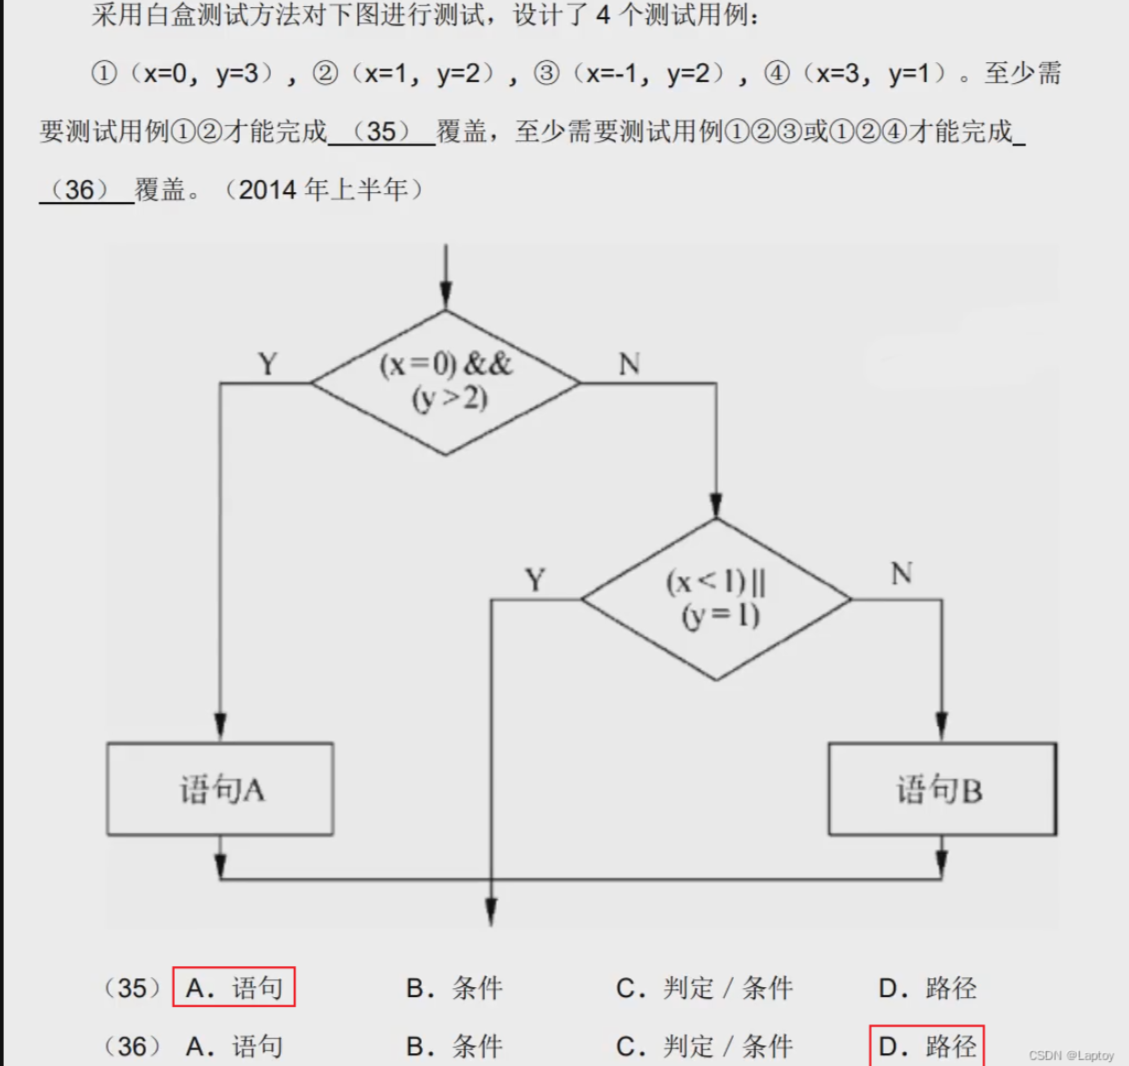 采用白盒测试方法对下图进行测试，设计了 4 个测试用例：
①（x=0，y=3），②（x=1，y=2），③（x=-1，y=2），④（x=3，y=1）。至少需
要测试用例①②才能完成 （35） 覆盖，至少需要测试用例①②③或①②④才能完成
（36） 覆盖。（2014 年上半年）
(x=0) &&
(y>2)
Y
N
(x<1)||
(y=1)
Y
N
语句A
语句B
（35） A．语句 B．条件 C．判定 / 条件 D．路径
（36） A．语句 B．条件 C．判定 / 条件 D．路径
CSDN @Laptoy